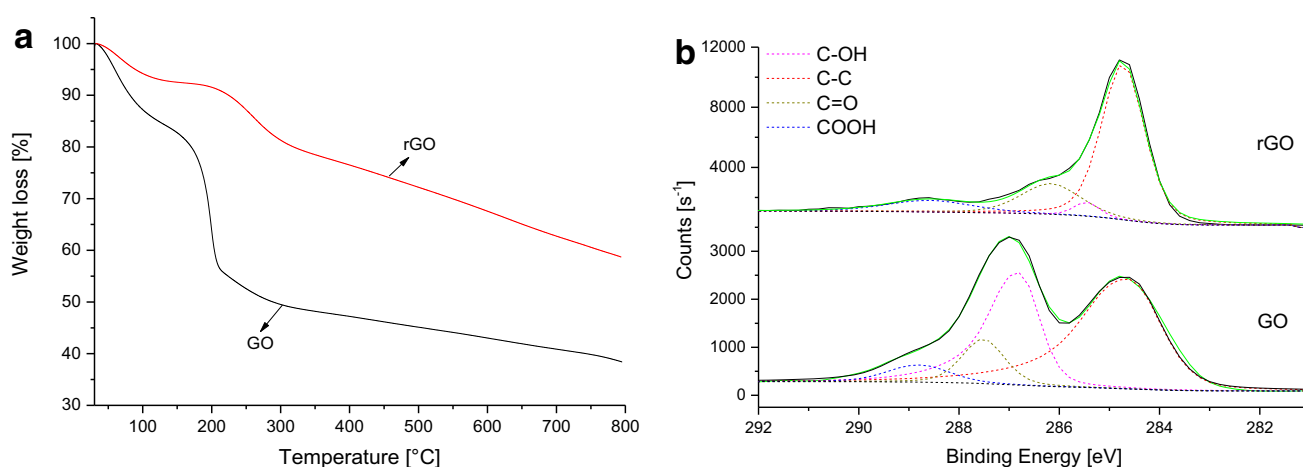 a
Weight loss [%]
100
90
80
70
60
50
40
30
rGO
GO
100 200 300 400 500 600 700 800
Temperature [°C]
b
C-OH
C-C
C=O
COOH
Counts [s⁻¹]
12000
8000
4000
rGO
3000
2000
1000
0
GO
292 290 288 286 284 282
Binding Energy [eV]